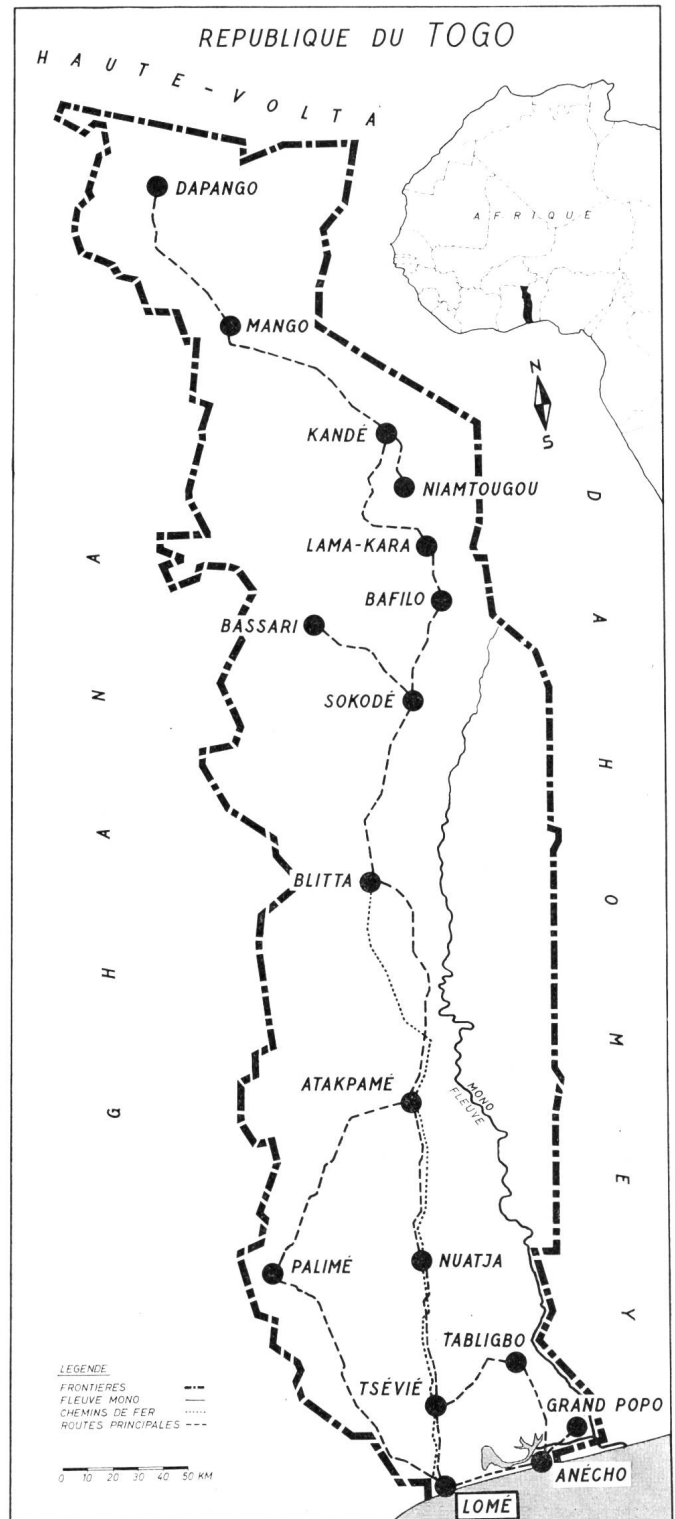 REPUBLIQUE DU TOGO
HAUTE-VOLTA
DAPANGO
AFRIQUE
MANGO
N
S
KANDÉ
NIAMTOUGOU
LAMA-KARA
BAFILO
BASSARI
SOKODÉ
GHANA
DAHOMEY
BLITTA
ATAKPAMÉ
MONO
FLEUVE
PALIMÉ
NUATJA
TABLIGBO
TSÉVIÉ
GRAND POPO
ANÉCHO
LOMÉ
LEGENDE
FRONTIERES
FLEUVE MONO
CHEMINS DE FER
ROUTES PRINCIPALES
0 10 20 30 40 50 KM